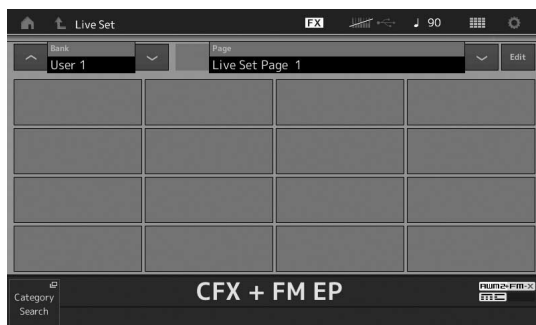 Live Set
FX
90
Bank
User 1
Page
Live Set Page 1
Edit
Category
Search
CFX + FM EP
AWM2+FM-X
MC